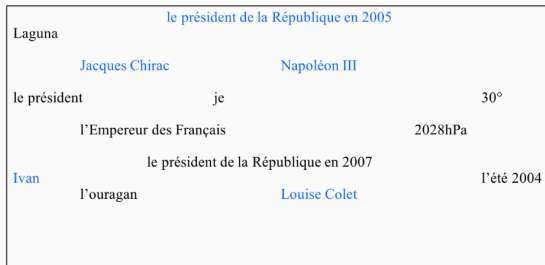 le président de la République en 2005
Laguna
Jacques Chirac Napoléon III
le président je 30°
l'Empereur des Français 2028hPa
le président de la République en 2007
Ivan l'été 2004
l'ouragan Louise Colet